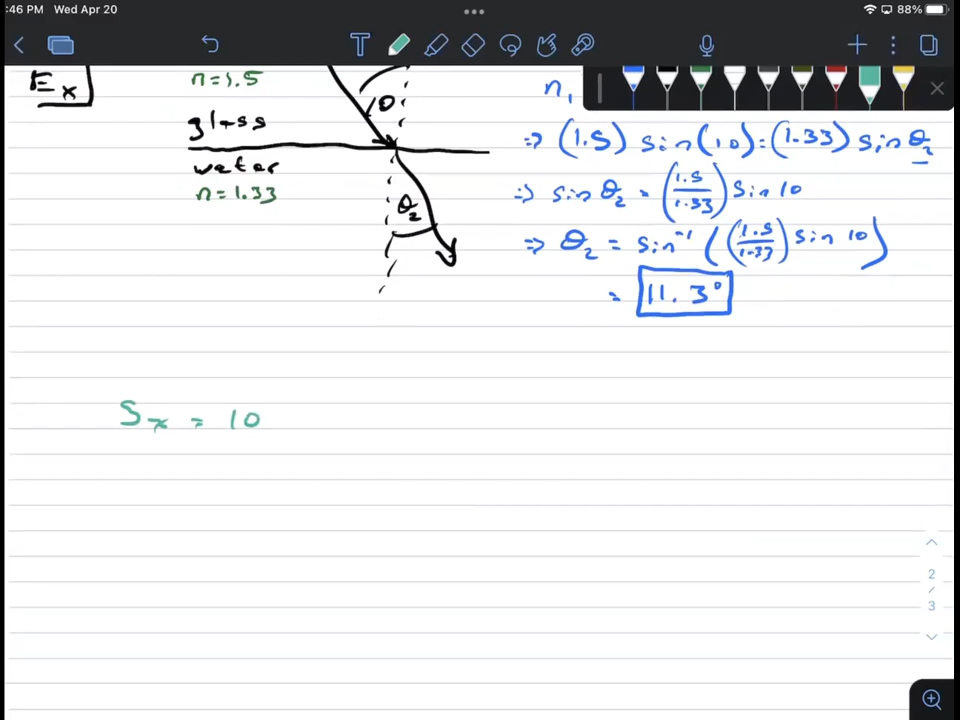 :46 PM Wed Apr 20
88%
T
Ex
n=1.5
glass
water
n=1.33
θ
θ₂
n₁
⇒ (1.5) sin(10)=(1.33) sin θ₂
⇒ sin θ₂ = (1.5/1.33) sin 10
⇒ θ₂ = sin⁻¹ ((1.5/1.33) sin 10)
= 11.3°
5x = 10
2
/
3